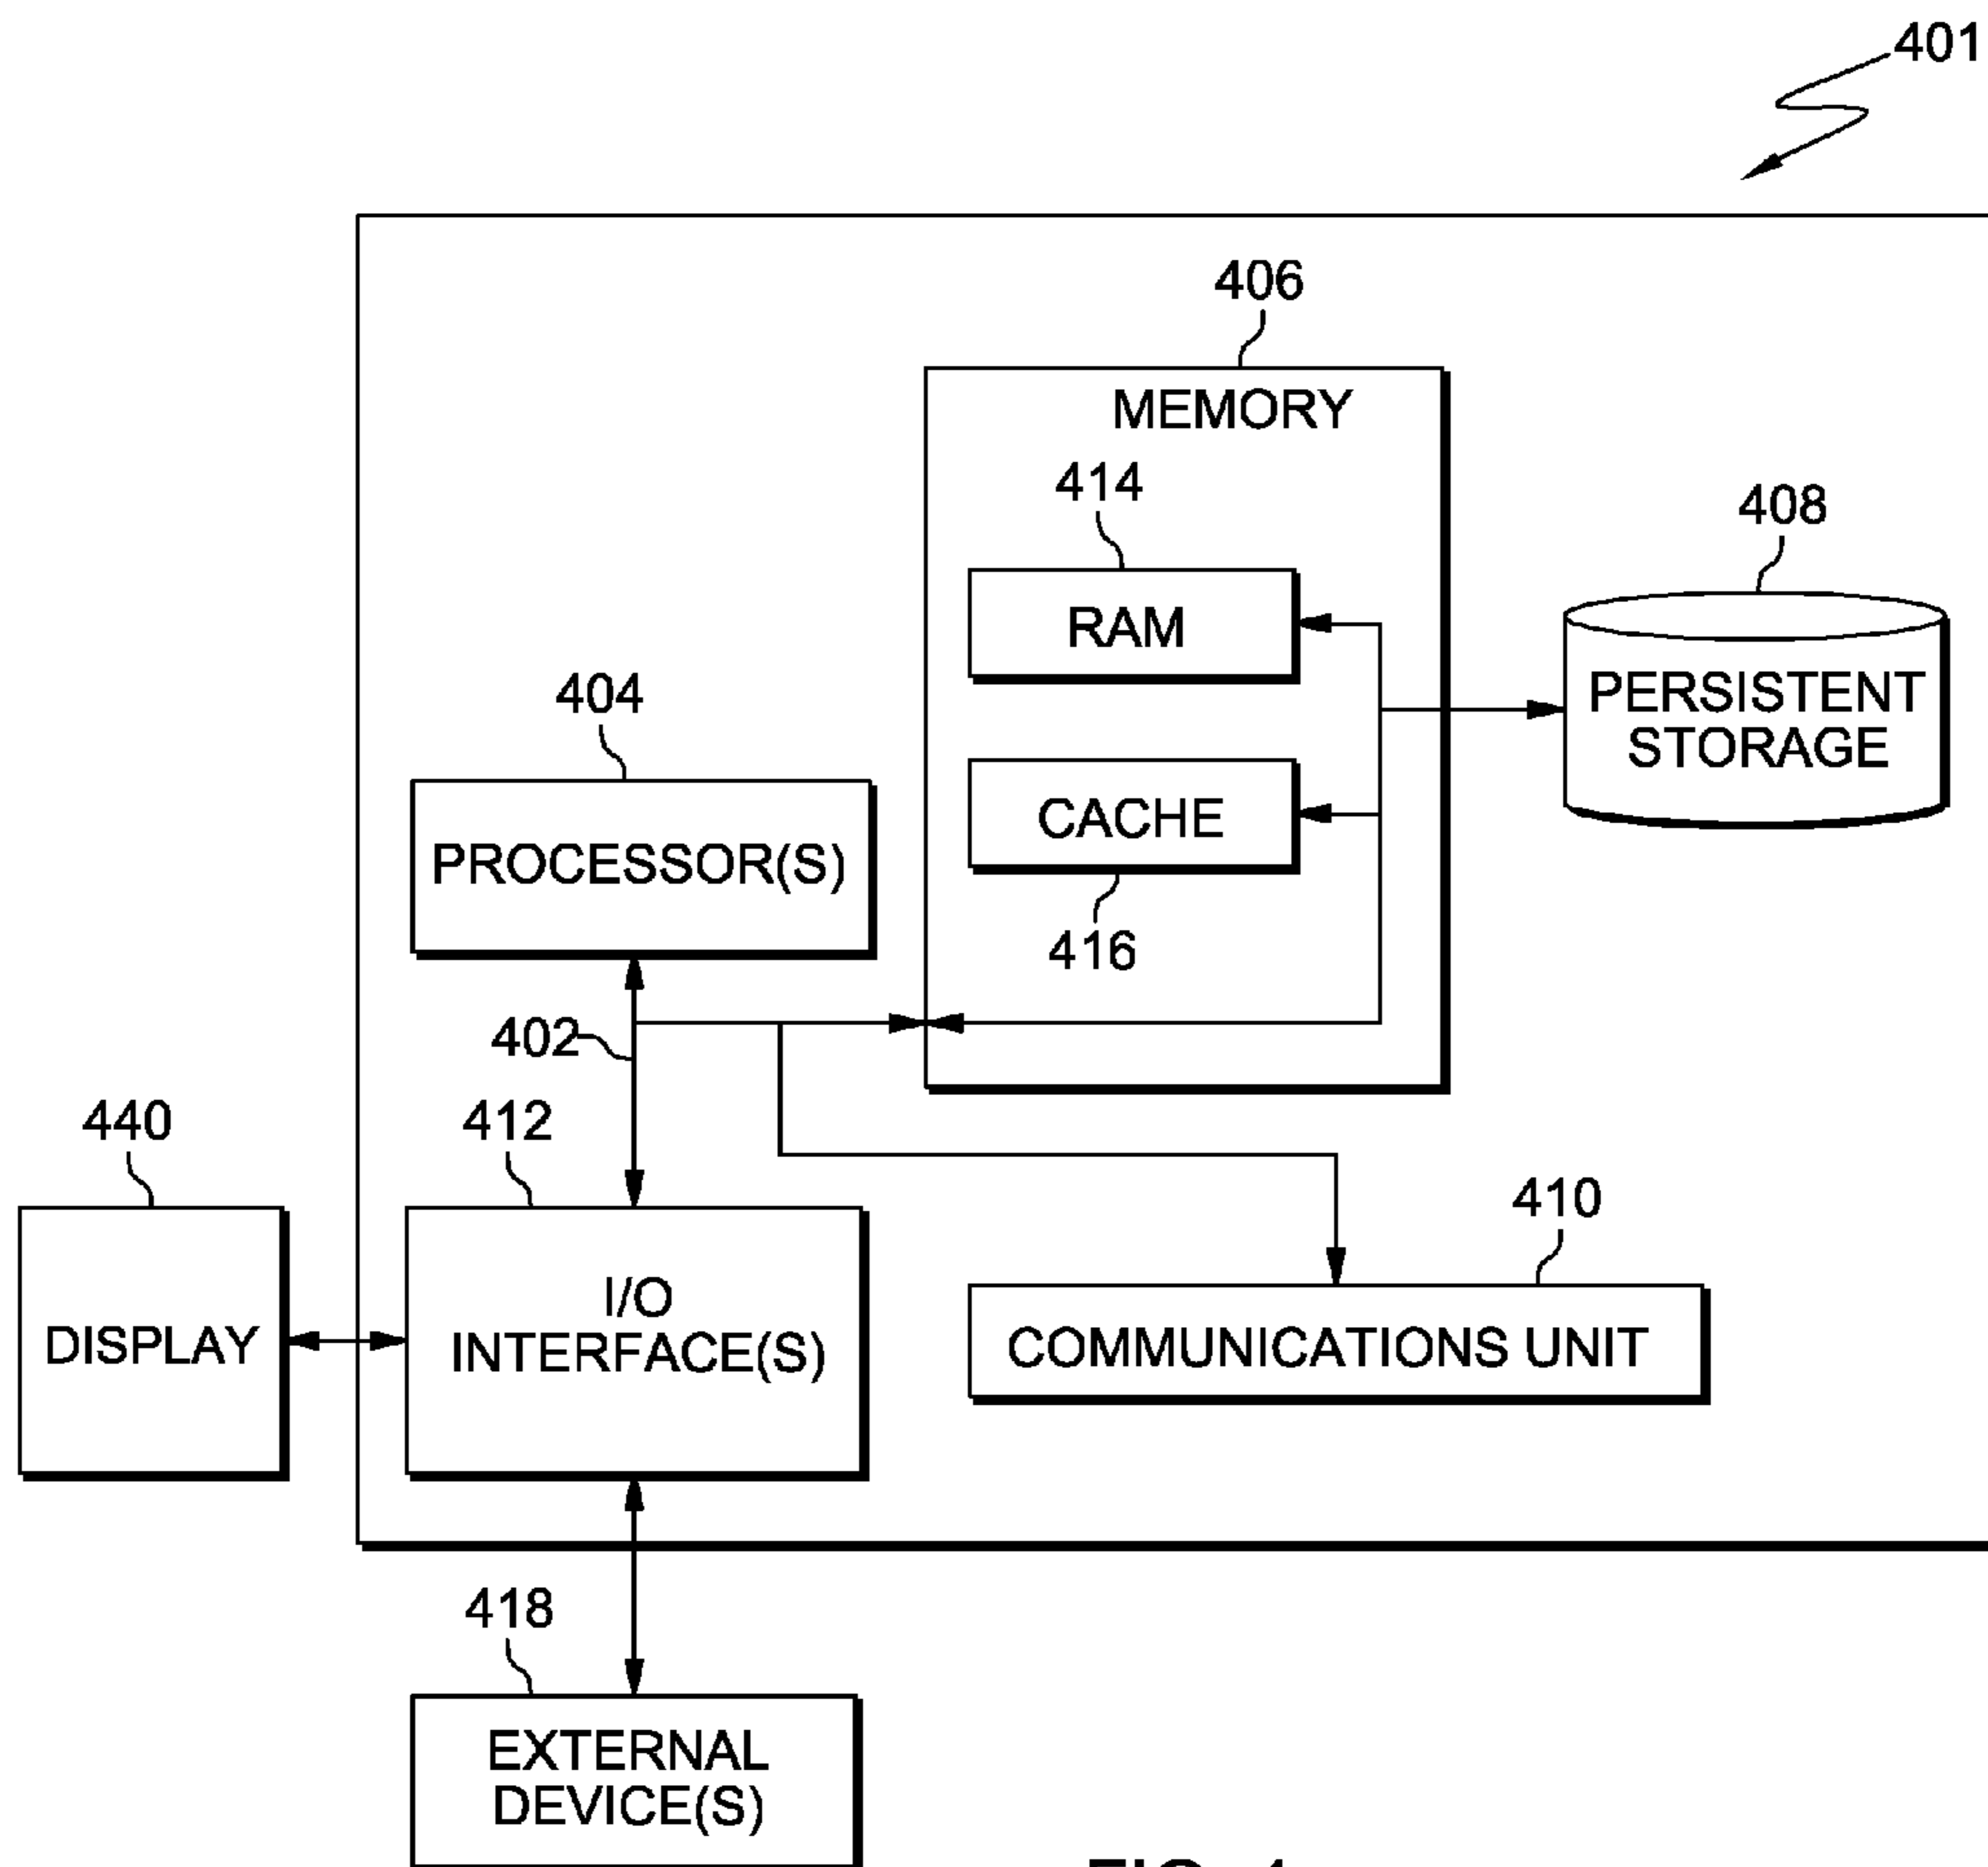 401
406
MEMORY
414
408
RAM
404
PERSISTENT
STORAGE
CACHE
PROCESSOR(S)
416
402
440
412
410
I/O
INTERFACE(S)
DISPLAY
COMMUNICATIONS UNIT
418
EXTERNAL
DEVICE(S)